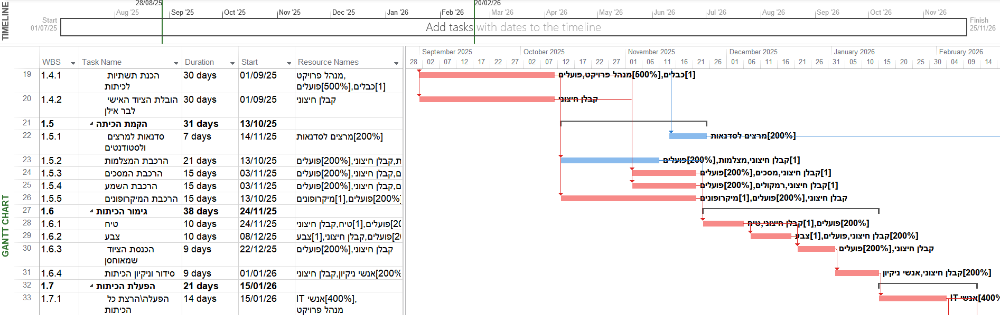 TIMELINE
28/08/25
20/02/26
Aug '25 Sep '25 Oct '25 Nov '25 Dec '25 Jan '26 Feb '26 Mar '26 Apr '26 May '26 Jun '26 Jul '26 Aug '26 Sep '26 Oct '26 Nov '26
Start
01/07/25
Add tasks with dates to the timeline
Finish
25/11/26
GANTT CHART
WBS Task Name Duration Start Resource Names
19 1.4.1 הכנת תשתיות לכיתות 30 days 01/09/25 מנהל פרויקט, פועלים[500%],כבלים[1]
20 1.4.2 הובלת הציוד האישי לבר אילן 30 days 01/09/25 קבלן חיצוני
21 1.5 הקמת הכיתה 31 days 13/10/25
22 1.5.1 סדנאות למרצים ולסטודנטים 7 days 14/11/25 מרצים לסדנאות[200%]
23 1.5.2 הרכבת המצלמות 21 days 13/10/25 פועלים[200%],קבלן חיצוני,
24 1.5.3 הרכבת המסכים 15 days 03/11/25 פועלים[200%],קבלן חיצוני,
25 1.5.4 הרכבת השמע 15 days 03/11/25 פועלים[200%],קבלן חיצוני,
26 1.5.5 הרכבת המיקרופונים 15 days 13/10/25 מיקרופונים[1],פועלים[200%]
27 1.6 גימור הכיתות 38 days 24/11/25
28 1.6.1 טיח 10 days 24/11/25 קבלן חיצוני,טיח[1],פועלים[20
29 1.6.2 צבע 10 days 08/12/25 צבע[1],קבלן חיצוני,פועלים[2
30 1.6.3 הכנסת הציוד שמאוחסן 9 days 22/12/25 פועלים[200%],קבלן חיצוני
31 1.6.4 סידור וניקיון הכיתות 9 days 01/01/26 קבלן חיצוני,אנשי ניקיון[200%
32 1.7 הפעלת הכיתות 21 days 15/01/26
33 1.7.1 הפעלה\הרצת כל הכיתות 14 days 15/01/26 אנשי IT[400%], מנהל פרויקט
September 2025 October 2025 November 2025 December 2025 January 2026 February 2026
28 02 07 12 17 22 27 02 07 12 17 22 27 01 06 11 16 21 26 01 06 11 16 21 26 31 05 10 15 20 25 30 04 09 14
מנהל פרויקט,פועלים[500%],כבלים[1]
קבלן חיצוני
מרצים לסדנאות[200%]
פועלים[200%],קבלן חיצוני,מצלמות[1]
פועלים[200%],קבלן חיצוני,מסכים[1]
פועלים[200%],קבלן חיצוני,רמקולים[1]
מיקרופונים[1],פועלים[200%],קבלן חיצוני
קבלן חיצוני,טיח[1],פועלים[200%]
צבע[1],קבלן חיצוני,פועלים[200%]
פועלים[200%],קבלן חיצוני
קבלן חיצוני,אנשי ניקיון[200%]
אנשי IT[400%